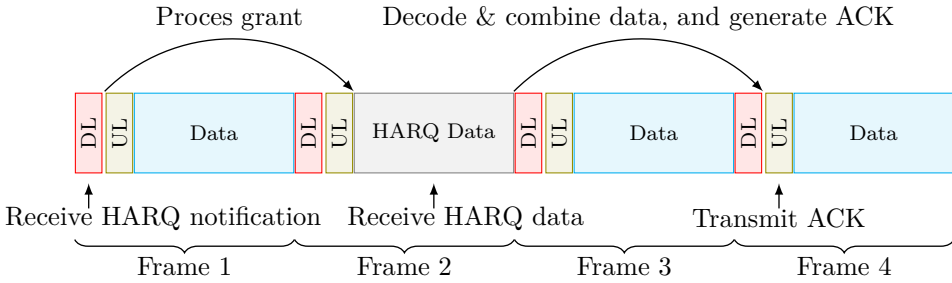 Proces grant
Decode & combine data, and generate ACK
DL
UL
Data
DL
UL
HARQ Data
DL
UL
Data
DL
UL
Data
Receive HARQ notification
Receive HARQ data
Transmit ACK
Frame 1
Frame 2
Frame 3
Frame 4